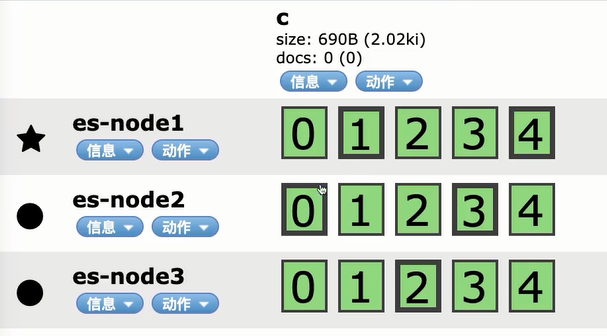 c
size: 690B (2.02ki)
docs: 0 (0)
信息 动作
es-node1 0 1 2 3 4
信息 动作
es-node2 0 1 2 3 4
信息 动作
es-node3 0 1 2 3 4
信息 动作